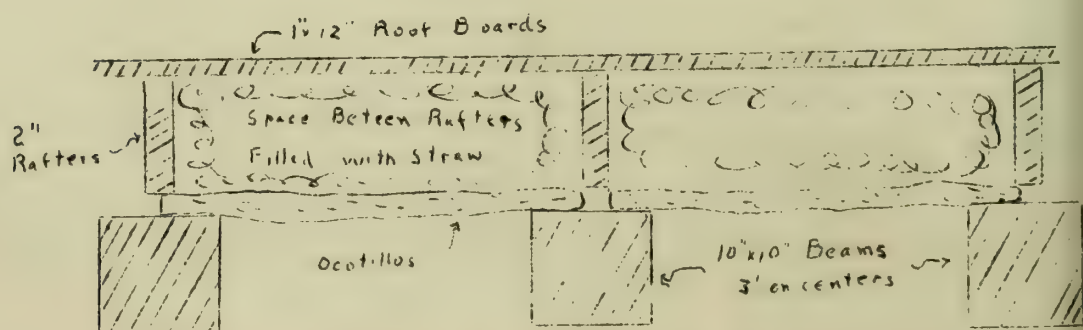 1"x12" Roof Boards
2"
Rafters
Space Beteen Rafters
Filled with Straw
Ocotillos
10"x10" Beams
3' on centers